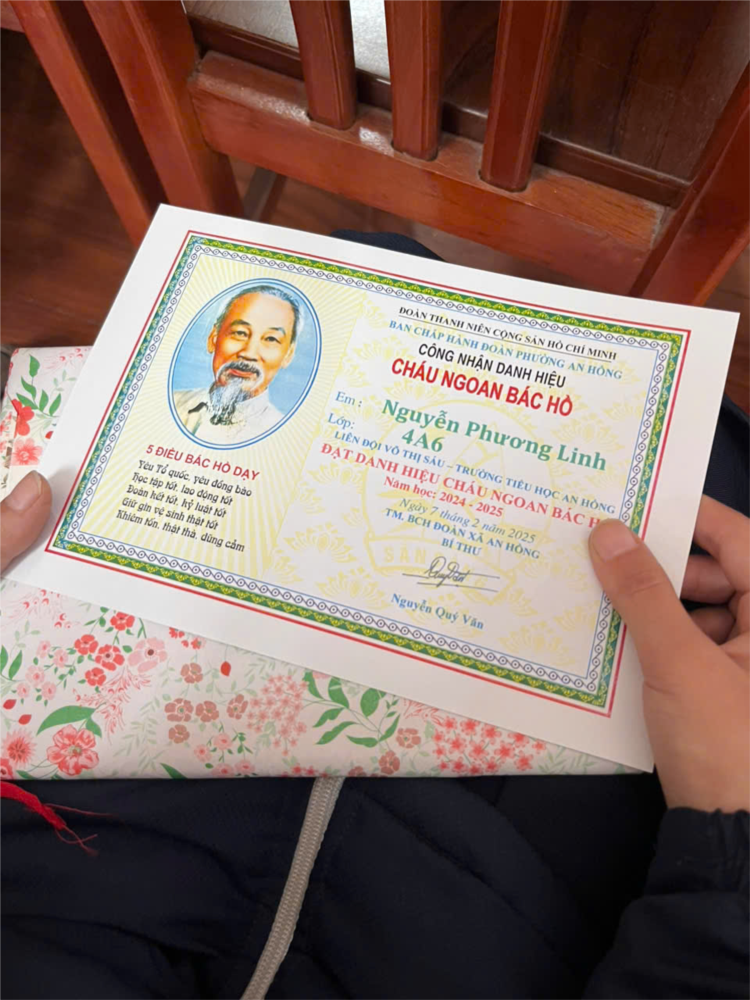 5 ĐIỀU BÁC HỒ DẠY
Yêu Tổ quốc, yêu đồng bào
Học tập tốt, lao động tốt
Đoàn kết tốt, kỷ luật tốt
Giữ gìn vệ sinh thật tốt
Khiêm tốn, thật thà, dũng cảm
ĐOÀN THANH NIÊN CỘNG SẢN HỒ CHÍ MINH
BAN CHẤP HÀNH ĐOÀN PHƯỜNG AN HỒNG
CÔNG NHẬN DANH HIỆU
CHÁU NGOAN BÁC HỒ
Em : Nguyễn Phương Linh
Lớp: 4A6
LIÊN ĐỘI VÕ THỊ SÁU – TRƯỜNG TIỂU HỌC AN HỒNG
ĐẠT DANH HIỆU CHÁU NGOAN BÁC H
Năm học: 2024 - 2025
Ngày 7 tháng 2 năm 2025
TM. BCH ĐOÀN XÃ AN HỒNG
BÍ THƯ
Nguyễn Quý Văn